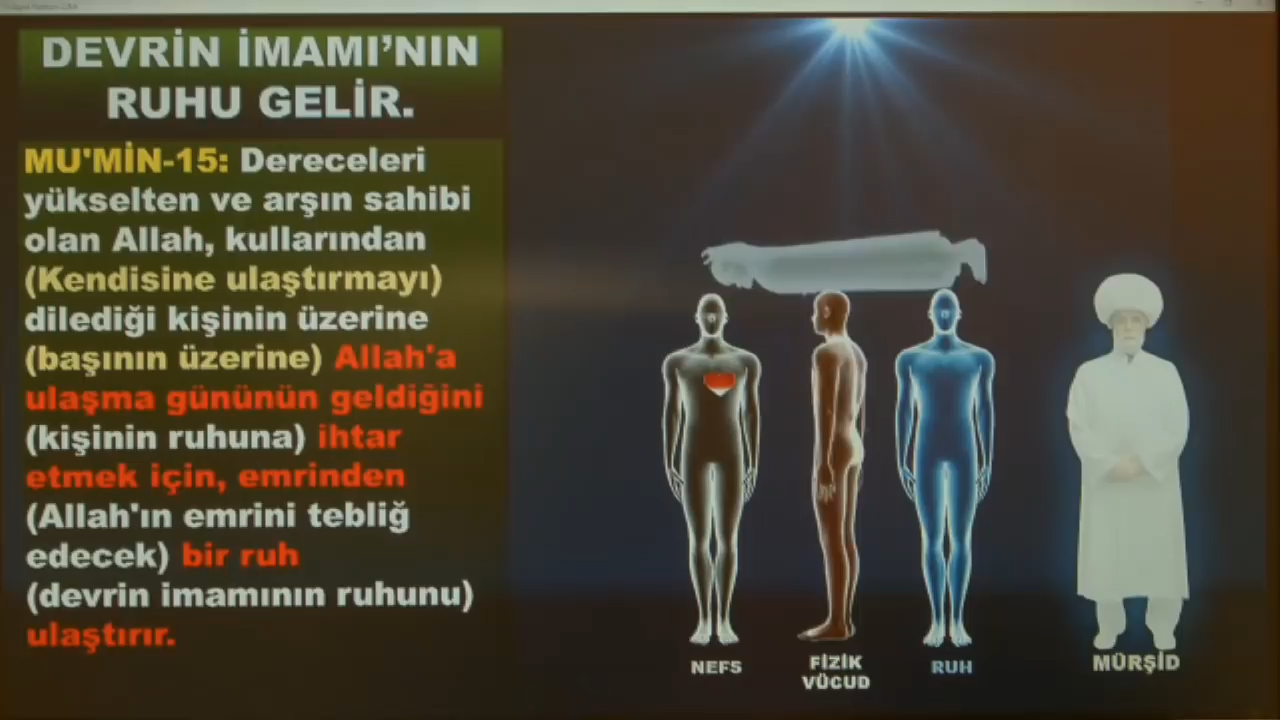 DEVRİN İMAMI’NIN
RUHU GELİR.
MU'MİN-15: Dereceleri
yükselten ve arşın sahibi
olan Allah, kullarından
(Kendisine ulaştırmayı)
dilediği kişinin üzerine
(başının üzerine) Allah'a
ulaşma gününün geldiğini
(kişinin ruhuna) ihtar
etmek için, emrinden
(Allah'ın emrini tebliğ
edecek) bir ruh
(devrin imamının ruhunu)
ulaştırır.
NEFS
FİZİK
VÜCUD
RUH
MÜRŞİD